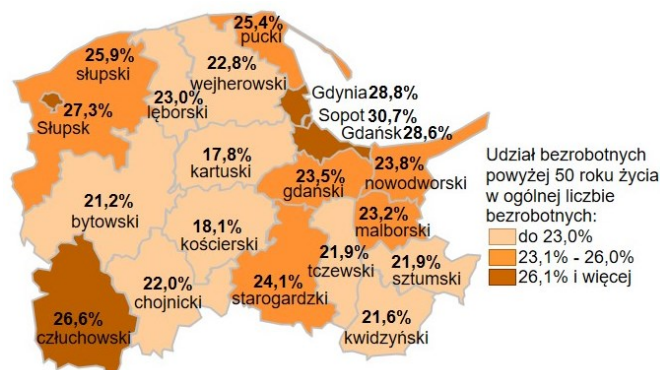 25,4%
pucki
25,9%
słupski
22,8%
wejherowski
Gdynia 28,8%
27,3%
Słupsk
23,0%
lęborski
Sopot 30,7%
Gdańsk 28,6%
17,8%
kartuski
23,5%
gdański
23,8%
nowodworski
21,2%
bytowski
18,1%
kościerski
23,2%
malborski
22,0%
chojnicki
24,1%
starogardzki
21,9%
tczewski
21,9%
sztumski
26,6%
człuchowski
21,6%
kwidzyński
Udział bezrobotnych
powyżej 50 roku życia
w ogólnej liczbie
bezrobotnych:
do 23,0%
23,1% - 26,0%
26,1% i więcej